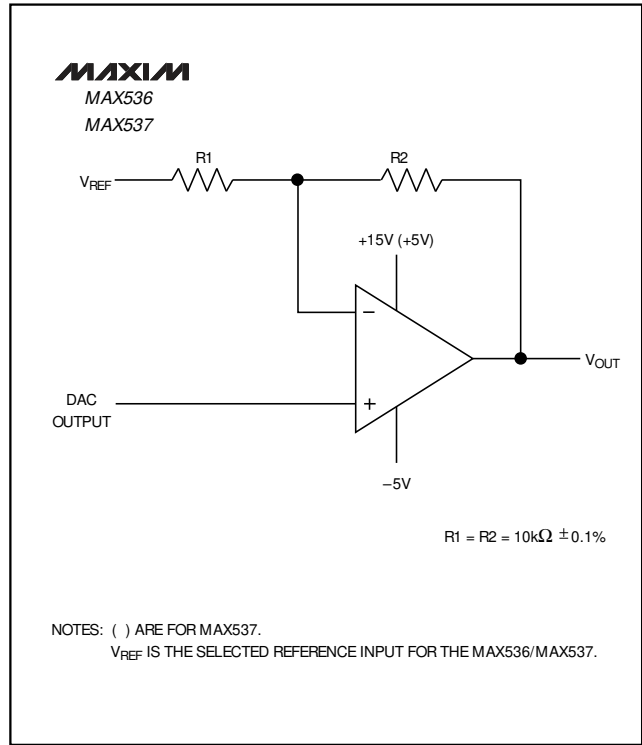 MAXIM
MAX536
MAX537
R1
R2
VREF
+15V (+5V)
−
VOUT
DAC
OUTPUT
+
−5V
R1 = R2 = 10kΩ ±0.1%
NOTES: ( ) ARE FOR MAX537.
VREF IS THE SELECTED REFERENCE INPUT FOR THE MAX536/MAX537.